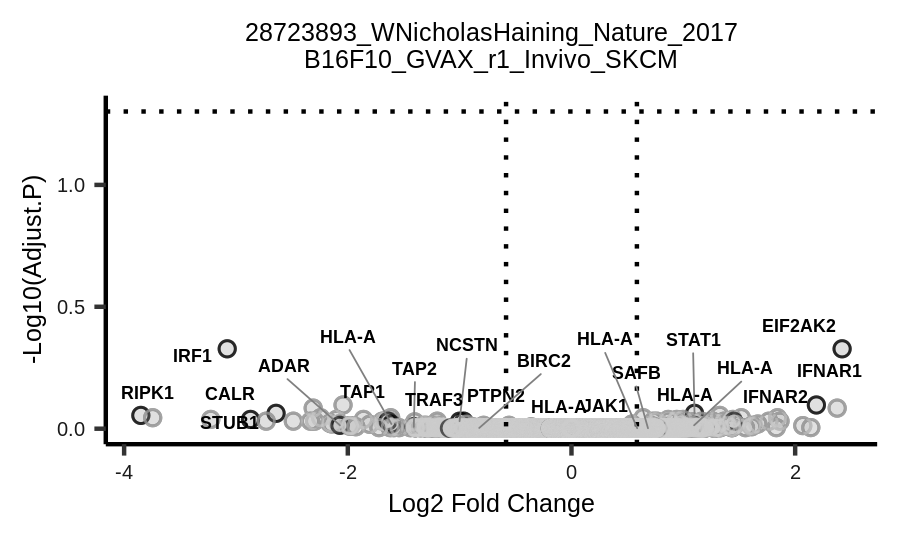 28723893_WNicholasHaining_Nature_2017
B16F10_GVAX_r1_Invivo_SKCM
-Log10(Adjust.P)
1.0
0.5
0.0
EIF2AK2
HLA-A
NCSTN
HLA-A
STAT1
IRF1
ADAR
TAP2
BIRC2
SAFB
HLA-A
IFNAR1
RIPK1
CALR
TAP1
TRAF3
PTPN2
HLA-A
JAK1
HLA-A
IFNAR2
STUB1
-4
-2
0
2
Log2 Fold Change